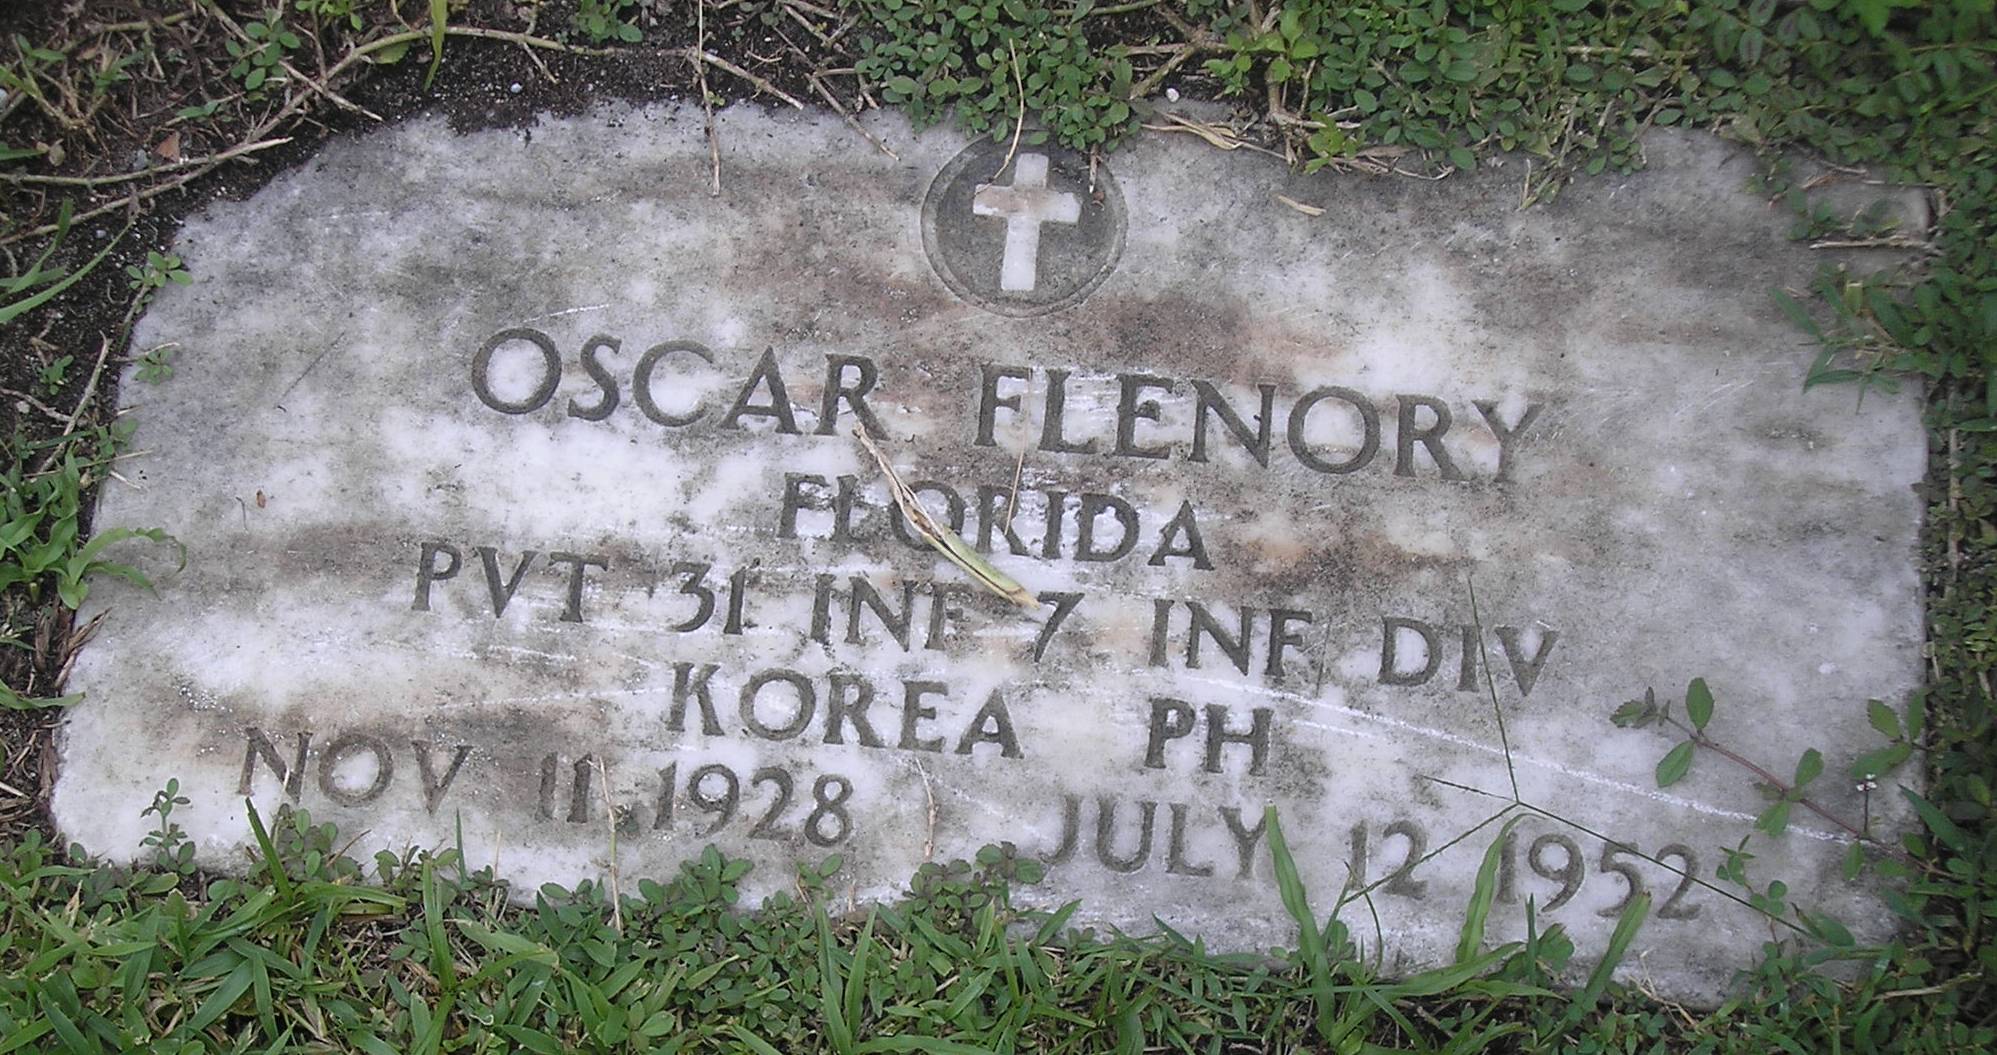 OSCAR FLENORY
FLORIDA
PVT 31 INF 7 INF DIV
KOREA PH
NOV 11 1928 JULY 12 1952